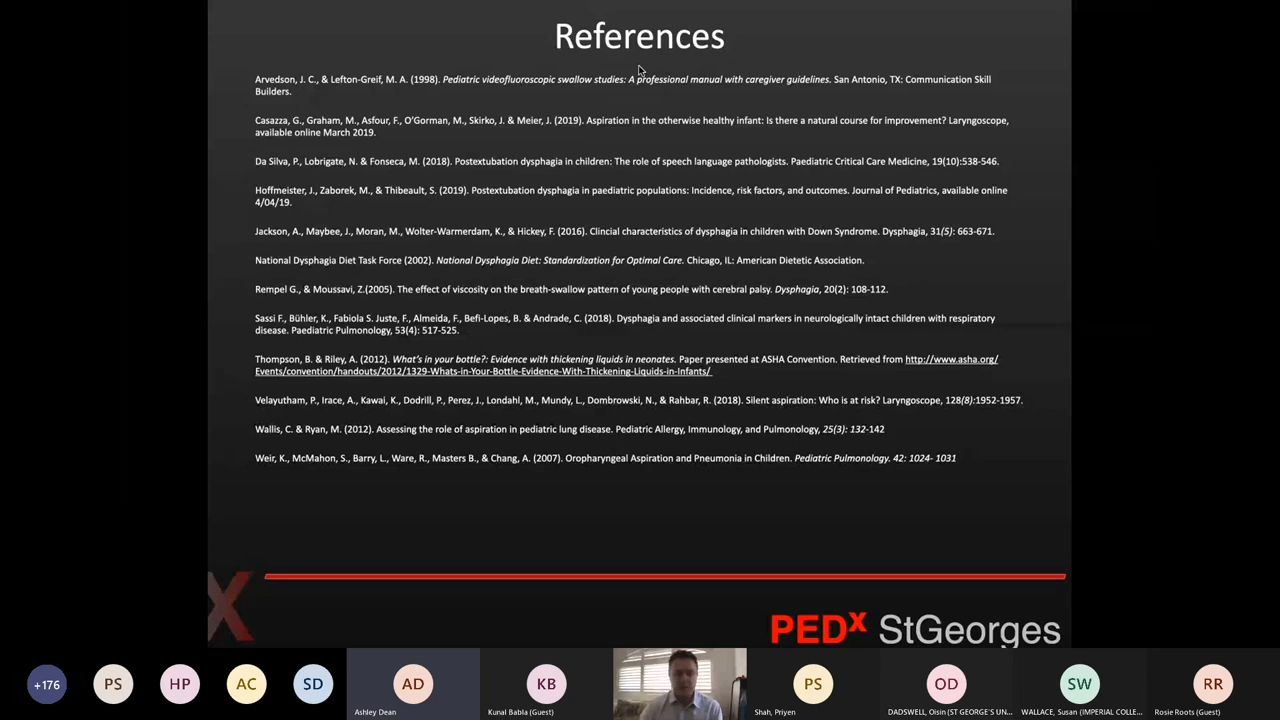 References
Arvedson, J. C., & Lefton-Greif, M. A. (1998). Pediatric videofluoroscopic swallow studies: A professional manual with caregiver guidelines. San Antonio, TX: Communication Skill
Builders.
Casazza, G., Graham, M., Asfour, F., O'Gorman, M., Skirko, J. & Meier, J. (2019). Aspiration in the otherwise healthy infant: Is there a natural course for improvement? Laryngoscope,
available online March 2019.
Da Silva, P., Lobrigate, N. & Fonseca, M. (2018). Postextubation dysphagia in children: The role of speech language pathologists. Paediatric Critical Care Medicine, 19(10):538-546.
Hoffmeister, J., Zaborek, M., & Thibeault, S. (2019). Postextubation dysphagia in paediatric populations: Incidence, risk factors, and outcomes. Journal of Pediatrics, available online
4/04/19.
Jackson, A., Maybee, J., Moran, M., Wolter-Warmerdam, K., & Hickey, F. (2016). Clincial characteristics of dysphagia in children with Down Syndrome. Dysphagia, 31(5): 663-671.
National Dysphagia Diet Task Force (2002). National Dysphagia Diet: Standardization for Optimal Care. Chicago, IL: American Dietetic Association.
Rempel G., & Moussavi, Z.(2005). The effect of viscosity on the breath-swallow pattern of young people with cerebral palsy. Dysphagia, 20(2): 108-112.
Sassi F., Bühler, K., Fabiola S. Juste, F., Almeida, F., Befi-Lopes, B. & Andrade, C. (2018). Dysphagia and associated clinical markers in neurologically intact children with respiratory
disease. Paediatric Pulmonology, 53(4): 517-525.
Thompson, B. & Riley, A. (2012). What's in your bottle?: Evidence with thickening liquids in neonates. Paper presented at ASHA Convention. Retrieved from http://www.asha.org/
Events/convention/handouts/2012/1329-Whats-in-Your-Bottle-Evidence-With-Thickening-Liquids-in-Infants/
Velayutham, P., Irace, A., Kawai, K., Dodrill, P., Perez, J., Londahl, M., Mundy, L., Dombrowski, N., & Rahbar, R. (2018). Silent aspiration: Who is at risk? Laryngoscope, 128(8):1952-1957.
Wallis, C. & Ryan, M. (2012). Assessing the role of aspiration in pediatric lung disease. Pediatric Allergy, Immunology, and Pulmonology, 25(3): 132-142
Weir, K., McMahon, S., Barry, L., Ware, R., Masters B., & Chang, A. (2007). Oropharyngeal Aspiration and Pneumonia in Children. Pediatric Pulmonology. 42: 1024- 1031
X
PEDx StGeorges
+176 PS HP AC SD AD KB PS OD SW RR
Ashley Dean Kunal Babla (Guest) Shah, Priyen DADSWELL, Oisin (ST GEORGE'S UN... WALLACE, Susan (IMPERIAL COLLE... Rosie Roots (Guest)